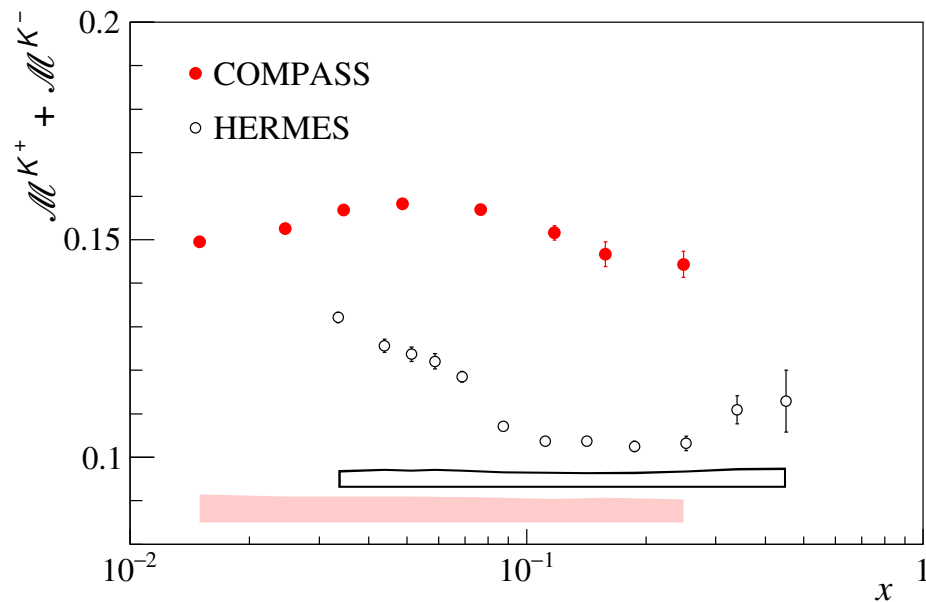 ℳ^{K^+} + ℳ^{K^-}
0.2
COMPASS
HERMES
0.15
0.1
10^{-2}
10^{-1}
1
x